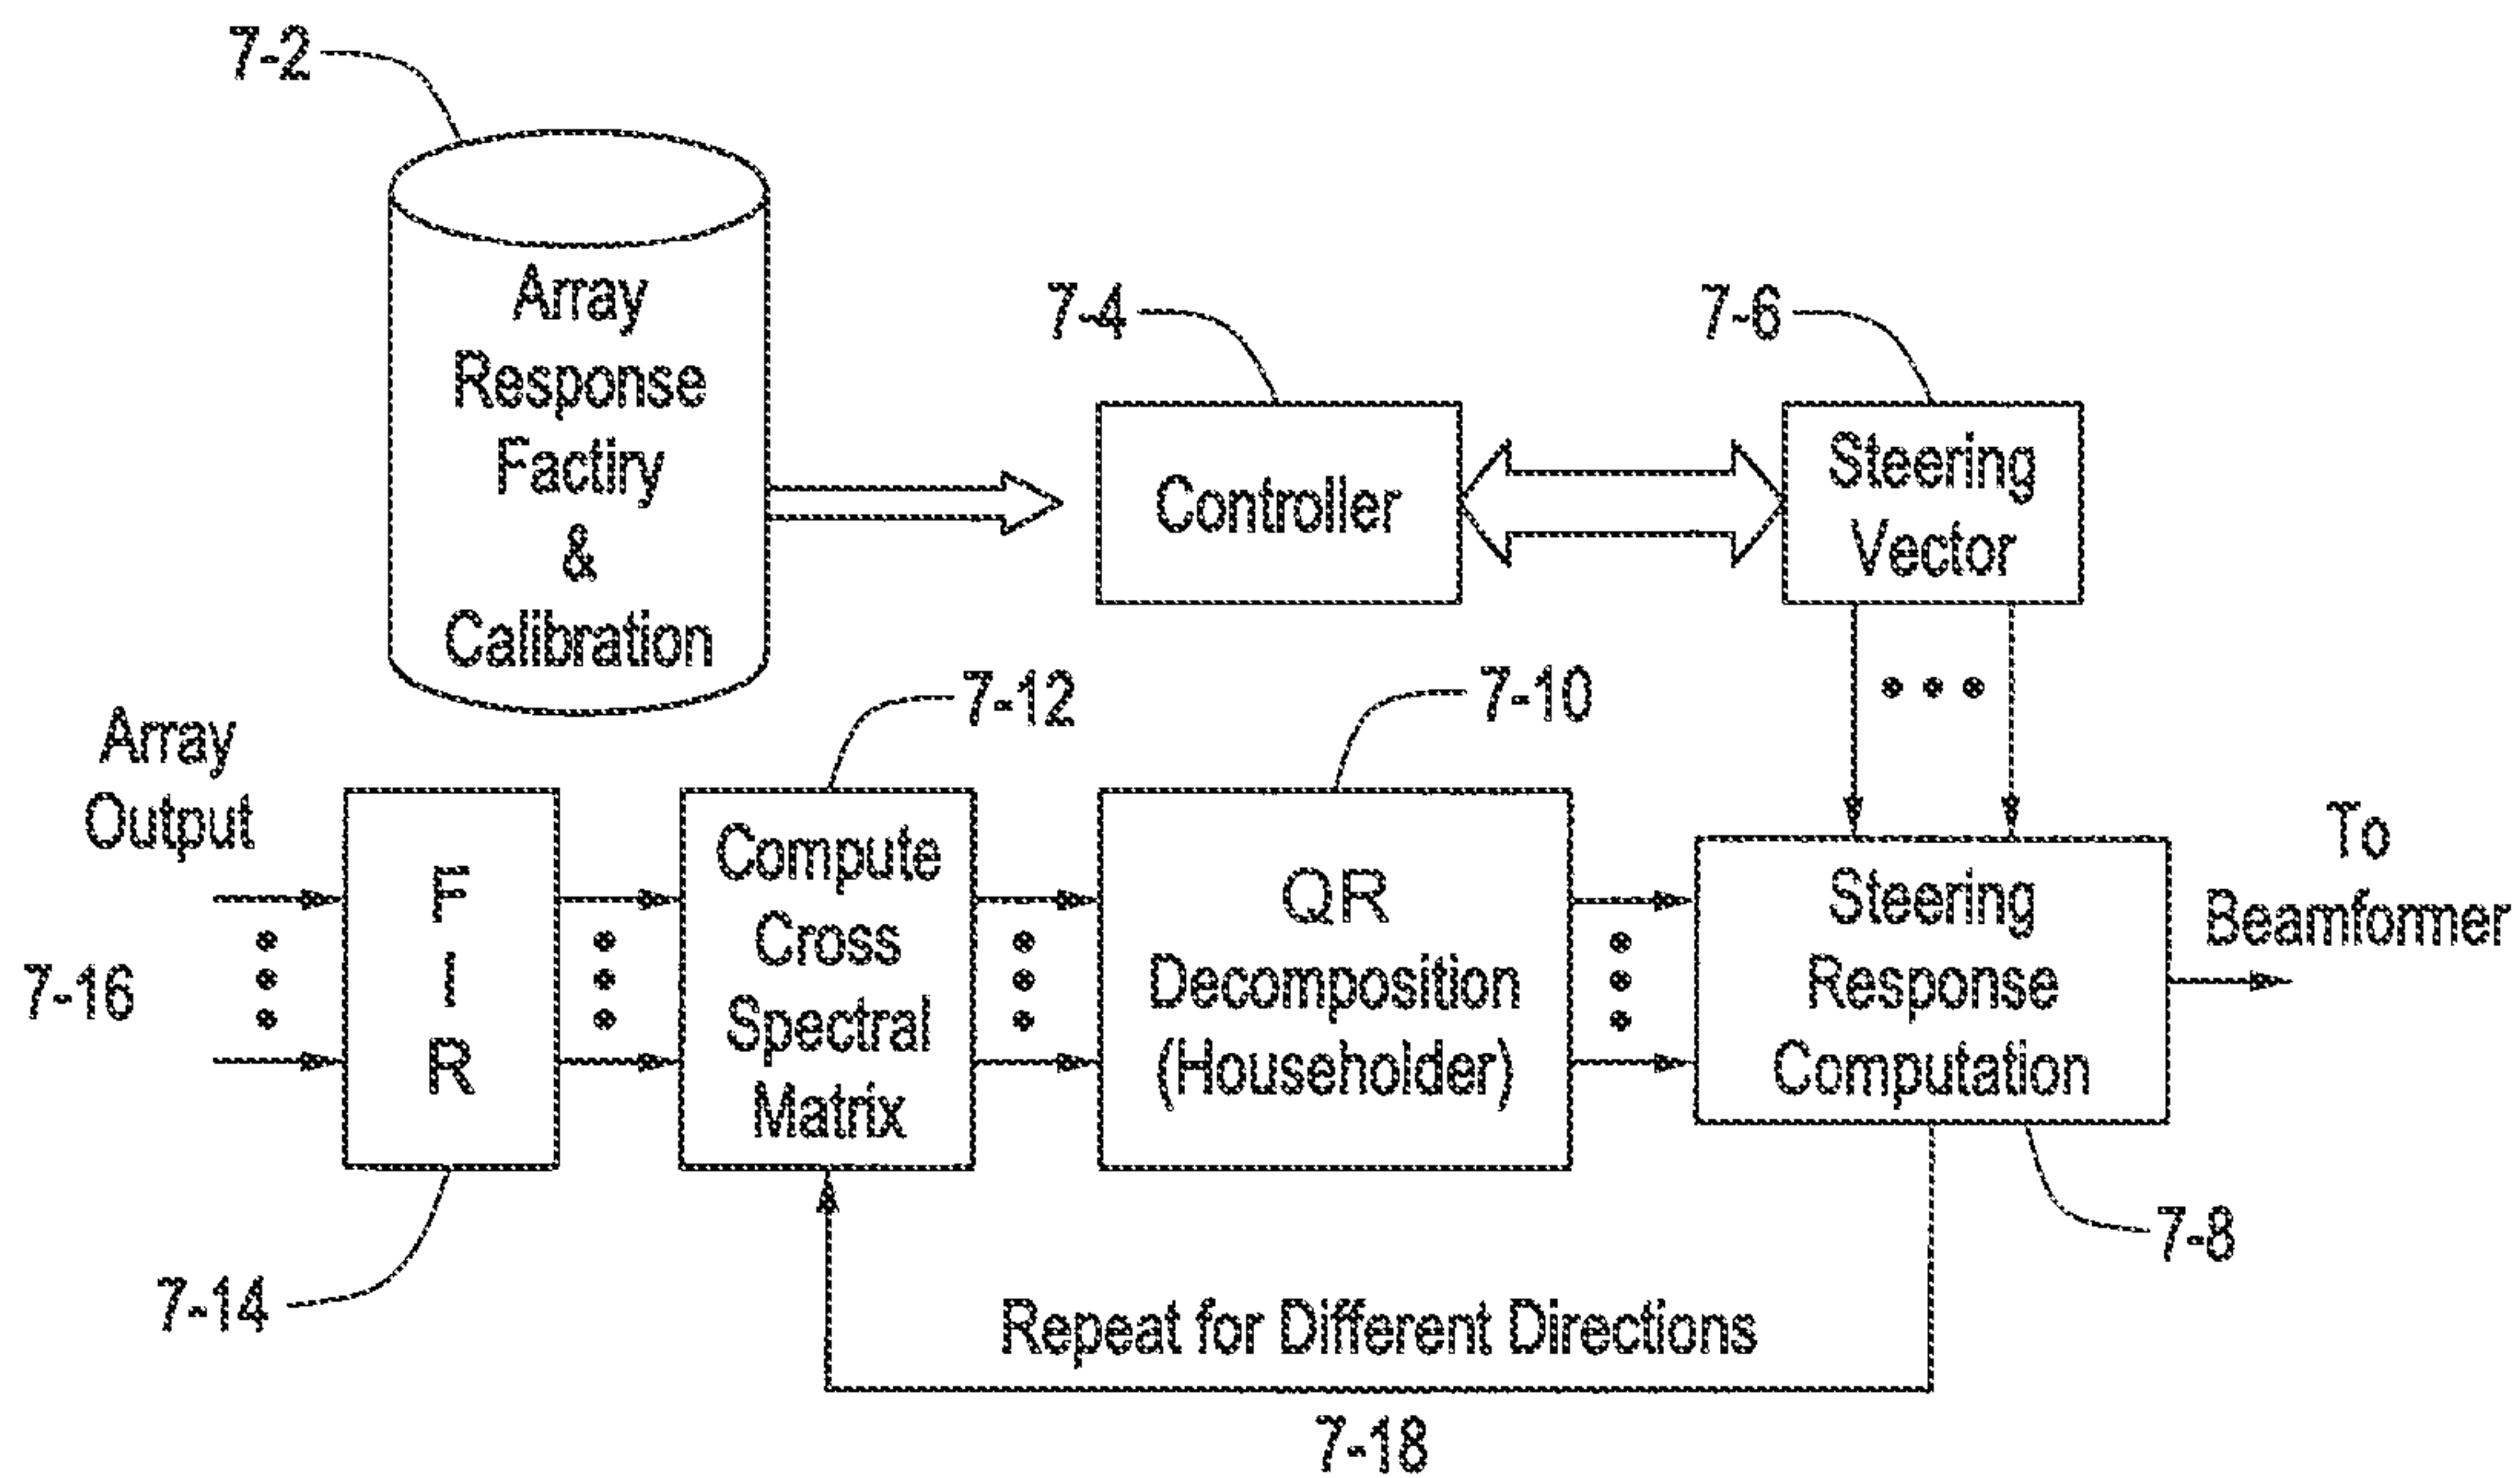 7-2
Array
Response
Factiry
&
Calibration
7-4
Controller
7-6
Steering
Vector
Array
Output
7-16
F
I
R
7-14
7-12
Compute
Cross
Spectral
Matrix
7-10
QR
Decomposition
(Householder)
Steering
Response
Computation
7-8
To
Beamformer
Repeat for Different Directions
7-18